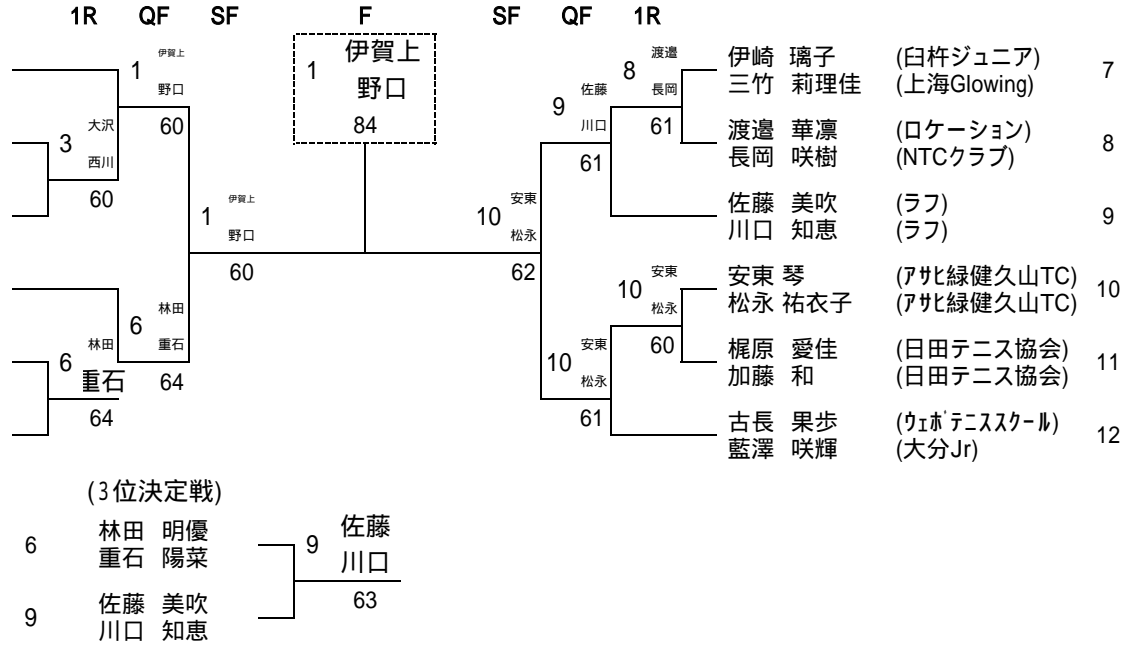 1R QF SF F SF QF 1R
伊賀上
1
野口
60
大沢
3
西川
60
伊賀上
1
野口
60
林田
6
重石
64
林田
6
重石
64
伊賀上
1
野口
84
安東
10
松永
62
佐藤
9
川口
61
渡邉
8
長岡
61
安東
10
松永
61
安東
10
松永
60
伊崎 璃子 (臼杵ジュニア)
7
三竹 莉理佳 (上海Glowing)
渡邉 華凛 (ロケーション)
8
長岡 咲樹 (NTCクラブ)
佐藤 美吹 (ラフ)
9
川口 知恵 (ラフ)
安東 琴 (ｱｻﾋ緑健久山TC)
10
松永 祐衣子 (ｱｻﾋ緑健久山TC)
梶原 愛佳 (日田テニス協会)
11
加藤 和 (日田テニス協会)
古長 果歩 (ｳｪﾎﾞﾃﾆｽｽｸｰﾙ)
12
藍澤 咲輝 (大分Jr)
(3位決定戦)
林田 明優
6
重石 陽菜
佐藤 美吹
9
川口 知恵
佐藤
9
川口
63